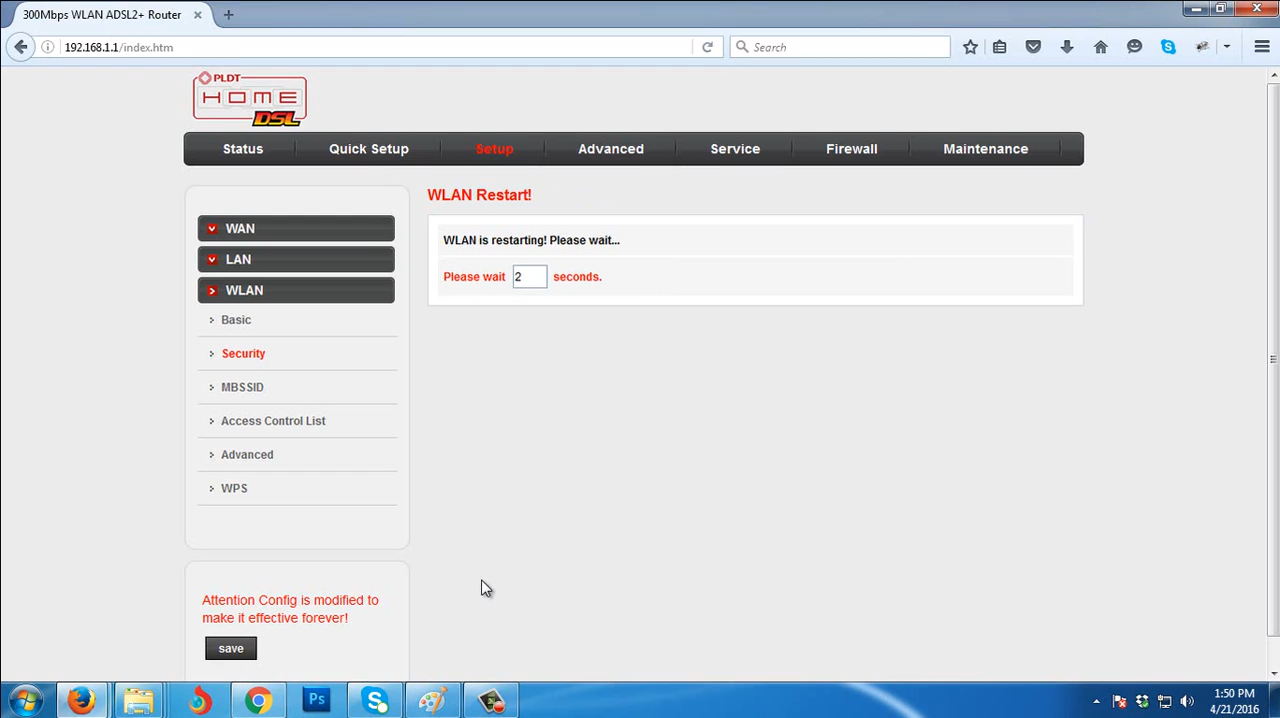 300Mbps WLAN ADSL2+ Router
192.168.1.1/index.htm
Search
PLDT
HOME
DSL
Status
Quick Setup
Setup
Advanced
Service
Firewall
Maintenance
WAN
LAN
WLAN
Basic
Security
MBSSID
Access Control List
Advanced
WPS
WLAN Restart!
WLAN is restarting! Please wait...
Please wait 2 seconds.
Attention Config is modified to
make it effective forever!
save
Ps
1:50 PM
4/21/2016